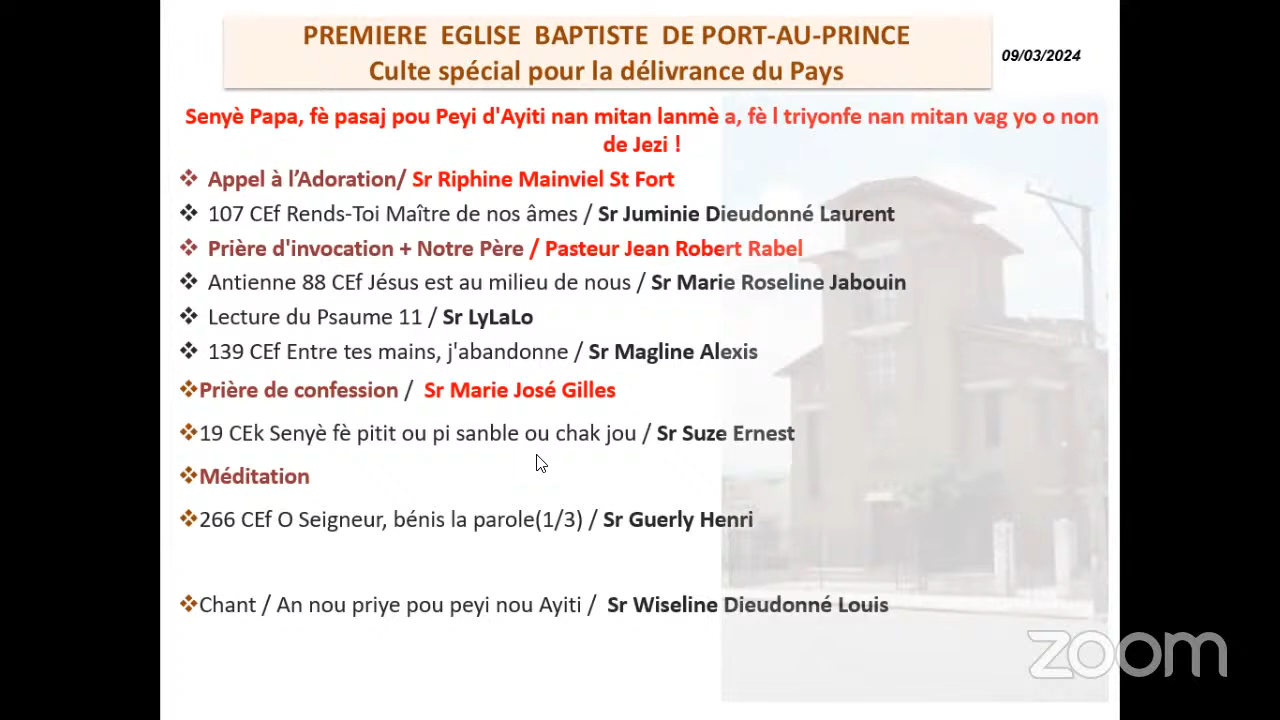 PREMIERE EGLISE BAPTISTE DE PORT-AU-PRINCE
Culte spécial pour la délivrance du Pays
09/03/2024
Senyè Papa, fè pasaj pou Peyi d'Ayiti nan mitan lanmè a, fè l triyonfe nan mitan vag yo o non
de Jezi !
❖ Appel à l’Adoration/ Sr Riphine Mainviel St Fort
❖ 107 CEf Rends-Toi Maître de nos âmes / Sr Juminie Dieudonné Laurent
❖ Prière d'invocation + Notre Père / Pasteur Jean Robert Rabel
❖ Antienne 88 CEf Jésus est au milieu de nous / Sr Marie Roseline Jabouin
❖ Lecture du Psaume 11 / Sr LyLaLo
❖ 139 CEf Entre tes mains, j'abandonne / Sr Magline Alexis
❖Prière de confession / Sr Marie José Gilles
❖19 CEk Senyè fè pitit ou pi sanble ou chak jou / Sr Suze Ernest
❖Méditation
❖266 CEf O Seigneur, bénis la parole(1/3) / Sr Guerly Henri
❖Chant / An nou priye pou peyi nou Ayiti / Sr Wiseline Dieudonné Louis
zoom